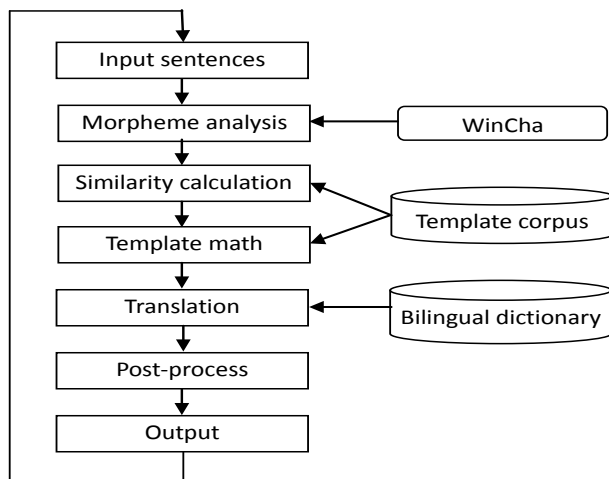 Input sentences
Morpheme analysis
WinCha
Similarity calculation
Template corpus
Template math
Translation
Bilingual dictionary
Post-process
Output